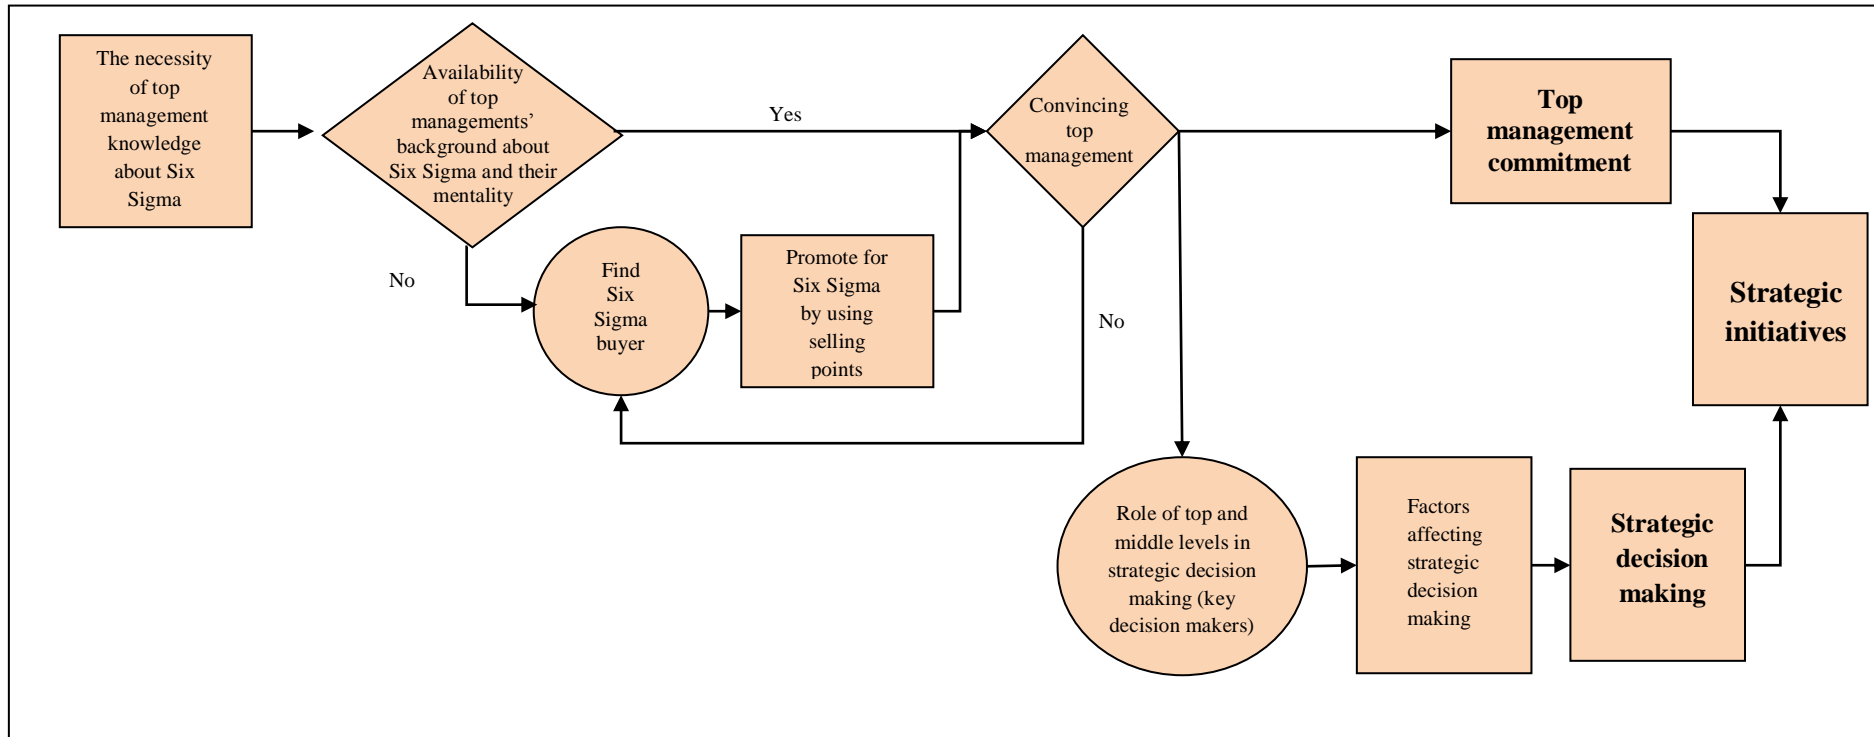 The necessity
of top
management
knowledge
about Six
Sigma
Availability
of top
managements’
background about
Six Sigma and their
mentality
Yes
No
Find
Six
Sigma
buyer
Promote for
Six Sigma
by using
selling
points
Convincing
top
management
No
Top
management
commitment
Strategic
initiatives
Role of top and
middle levels in
strategic decision
making (key
decision makers)
Factors
affecting
strategic
decision
making
Strategic
decision
making